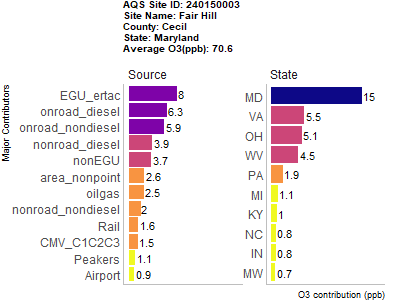 AQS Site ID: 240150003
Site Name: Fair Hill
County: Cecil
State: Maryland
Average O3(ppb): 70.6
Major Contributors
Source
EGU_ertac 8
onroad_diesel 6.3
onroad_nondiesel 5.9
nonroad_diesel 3.9
nonEGU 3.7
area_nonpoint 2.6
oilgas 2.5
nonroad_nondiesel 2
Rail 1.6
CMV_C1C2C3 1.5
Peakers 1.1
Airport 0.9
State
MD 15
VA 5.5
OH 5.1
WV 4.5
PA 1.9
MI 1.1
KY 1
NC 0.8
IN 0.8
MW 0.7
O3 contribution (ppb)